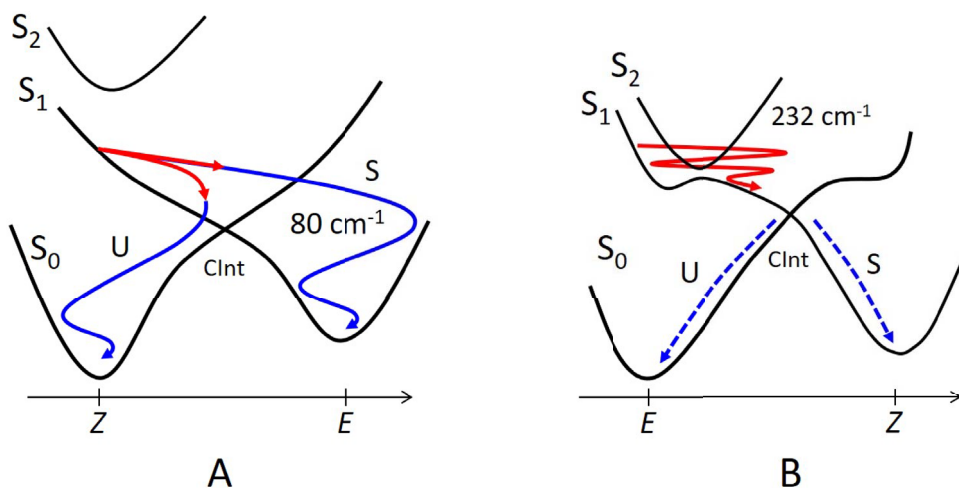 S₂
S₁
S
80 cm⁻¹
S₀
U
CInt
Z
E
A
S₂
S₁
232 cm⁻¹
S₀
U
CInt
S
E
Z
B